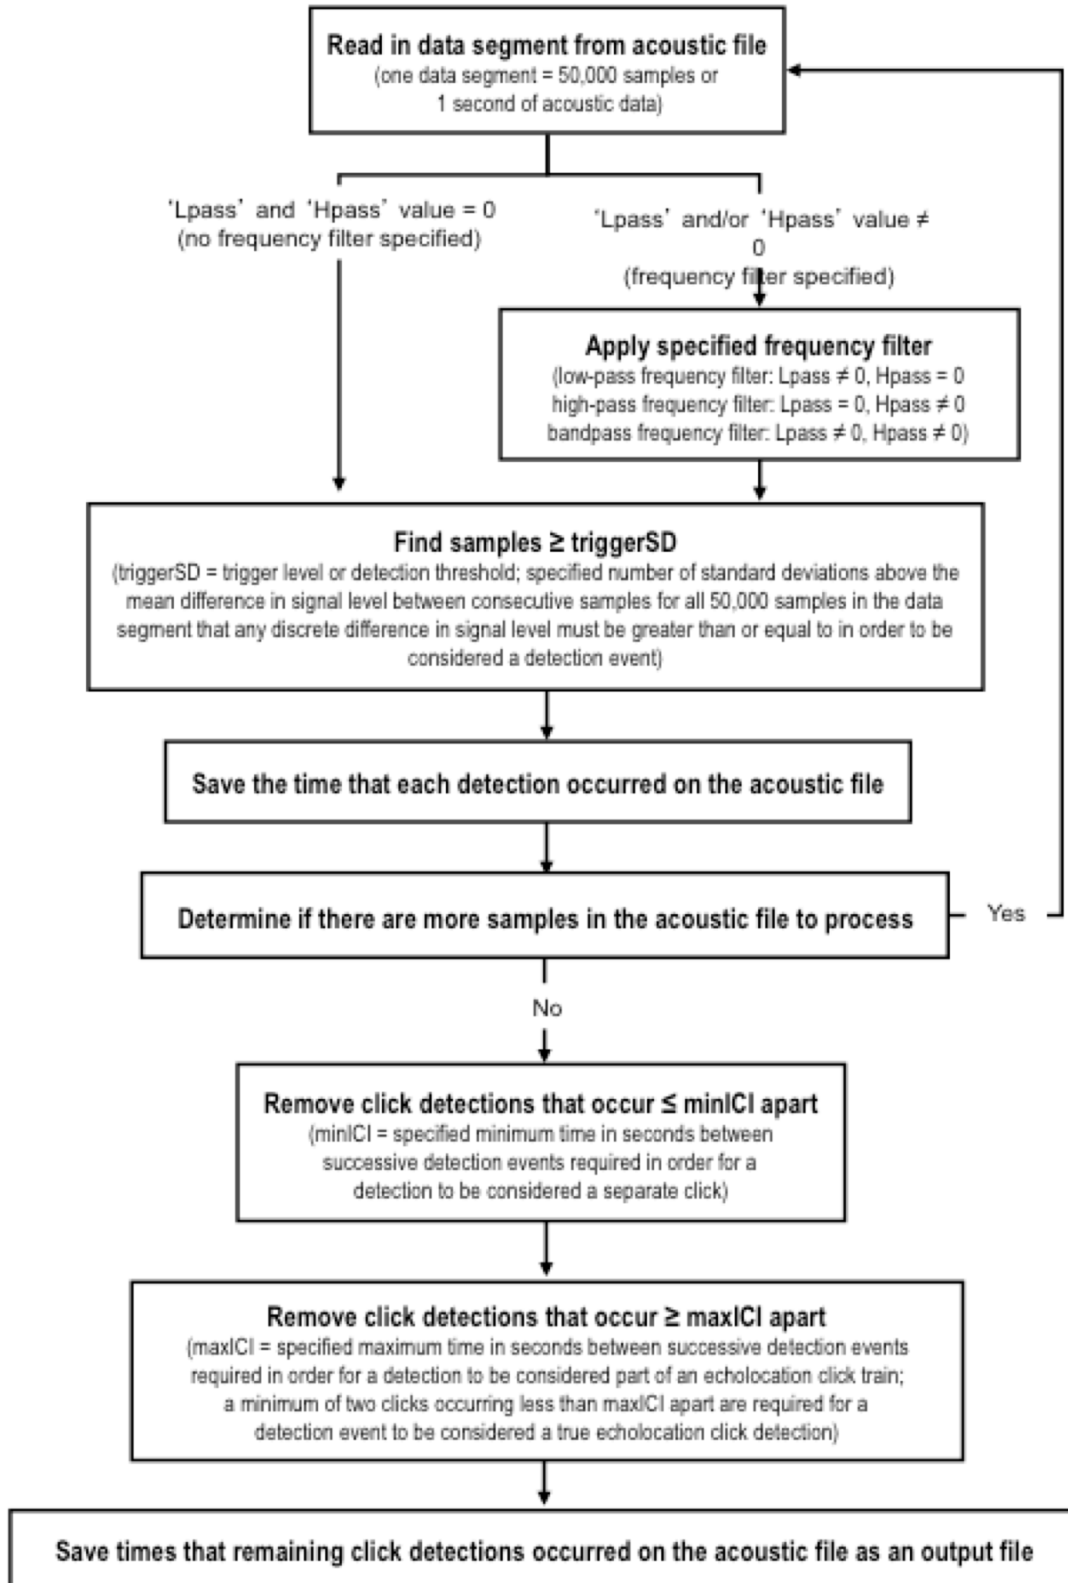 Read in data segment from acoustic file
(one data segment = 50,000 samples or
1 second of acoustic data)
‘Lpass’ and ‘Hpass’ value = 0
(no frequency filter specified)
‘Lpass’ and/or ‘Hpass’ value ≠
0
(frequency filter specified)
Apply specified frequency filter
(low-pass frequency filter: Lpass ≠ 0, Hpass = 0
high-pass frequency filter: Lpass = 0, Hpass ≠ 0
bandpass frequency filter: Lpass ≠ 0, Hpass ≠ 0)
Find samples ≥ triggerSD
(triggerSD = trigger level or detection threshold; specified number of standard deviations above the
mean difference in signal level between consecutive samples for all 50,000 samples in the data
segment that any discrete difference in signal level must be greater than or equal to in order to be
considered a detection event)
Save the time that each detection occurred on the acoustic file
Determine if there are more samples in the acoustic file to process
Yes
No
Remove click detections that occur ≤ minICI apart
(minICI = specified minimum time in seconds between
successive detection events required in order for a
detection to be considered a separate click)
Remove click detections that occur ≥ maxICI apart
(maxICI = specified maximum time in seconds between successive detection events
required in order for a detection to be considered part of an echolocation click train;
a minimum of two clicks occurring less than maxICI apart are required for a
detection event to be considered a true echolocation click detection)
Save times that remaining click detections occurred on the acoustic file as an output file